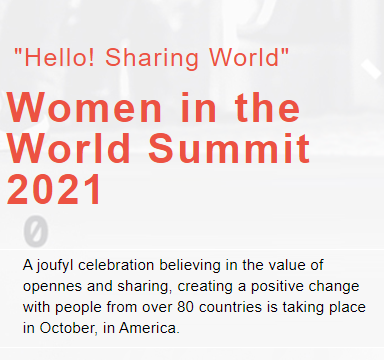 "Hello! Sharing World"
Women in the
World Summit
2021
0
A joufyl celebration believing in the value of
opennes and sharing, creating a positive change
with people from over 80 countries is taking place
in October, in America.